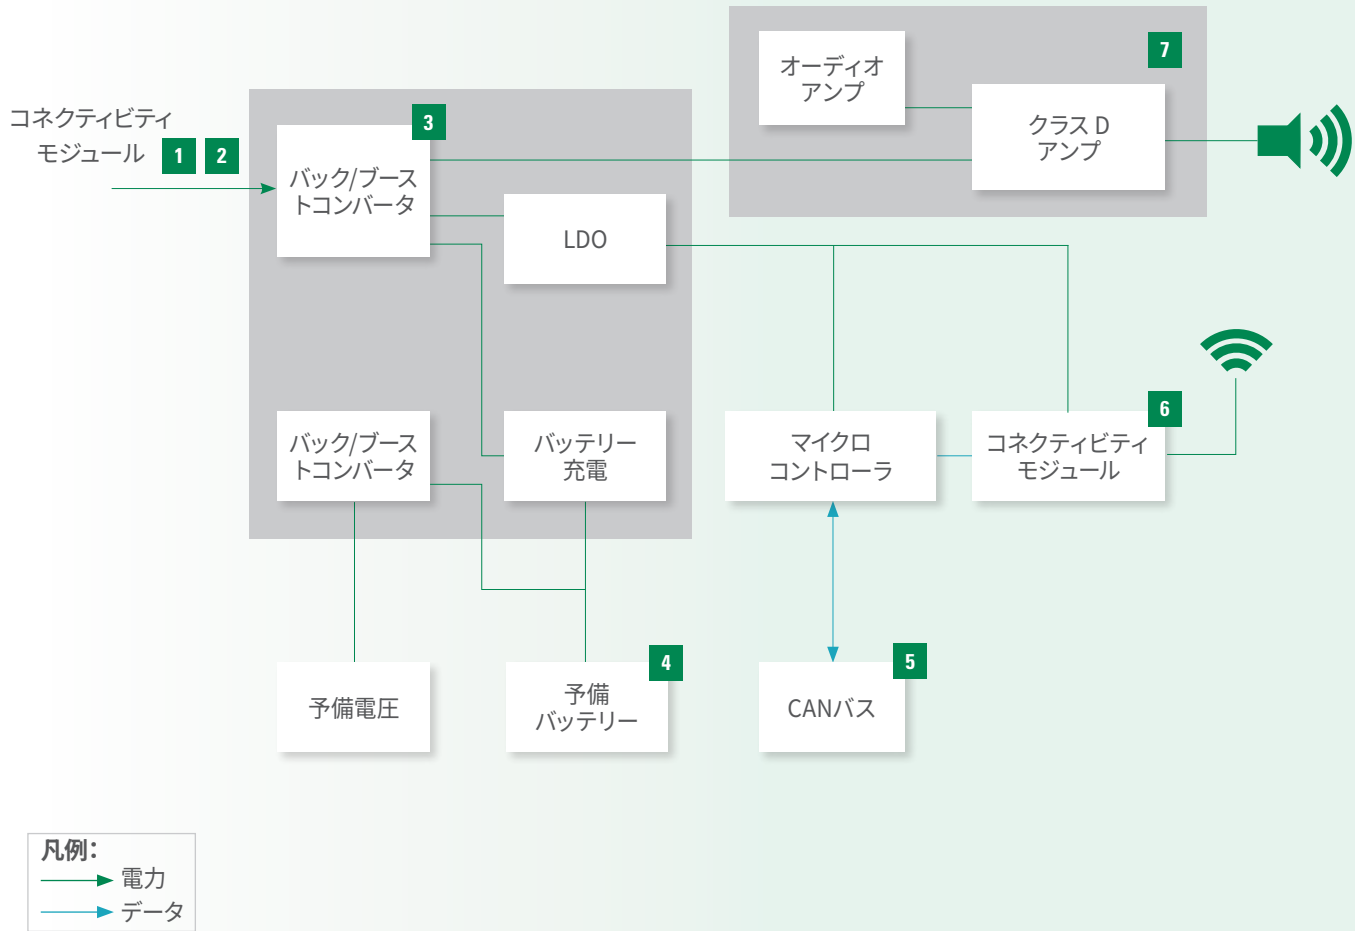 コネクティビティ
モジュール 1 2
3
バック/ブース
トコンバータ
LDO
バック/ブース
トコンバータ
バッテリー
充電
予備電圧
4
予備
バッテリー
7
オーディオ
アンプ
クラス D
アンプ
マイクロ
コントローラ
6
コネクティビティ
モジュール
5
CANバス
凡例：
電力
データ